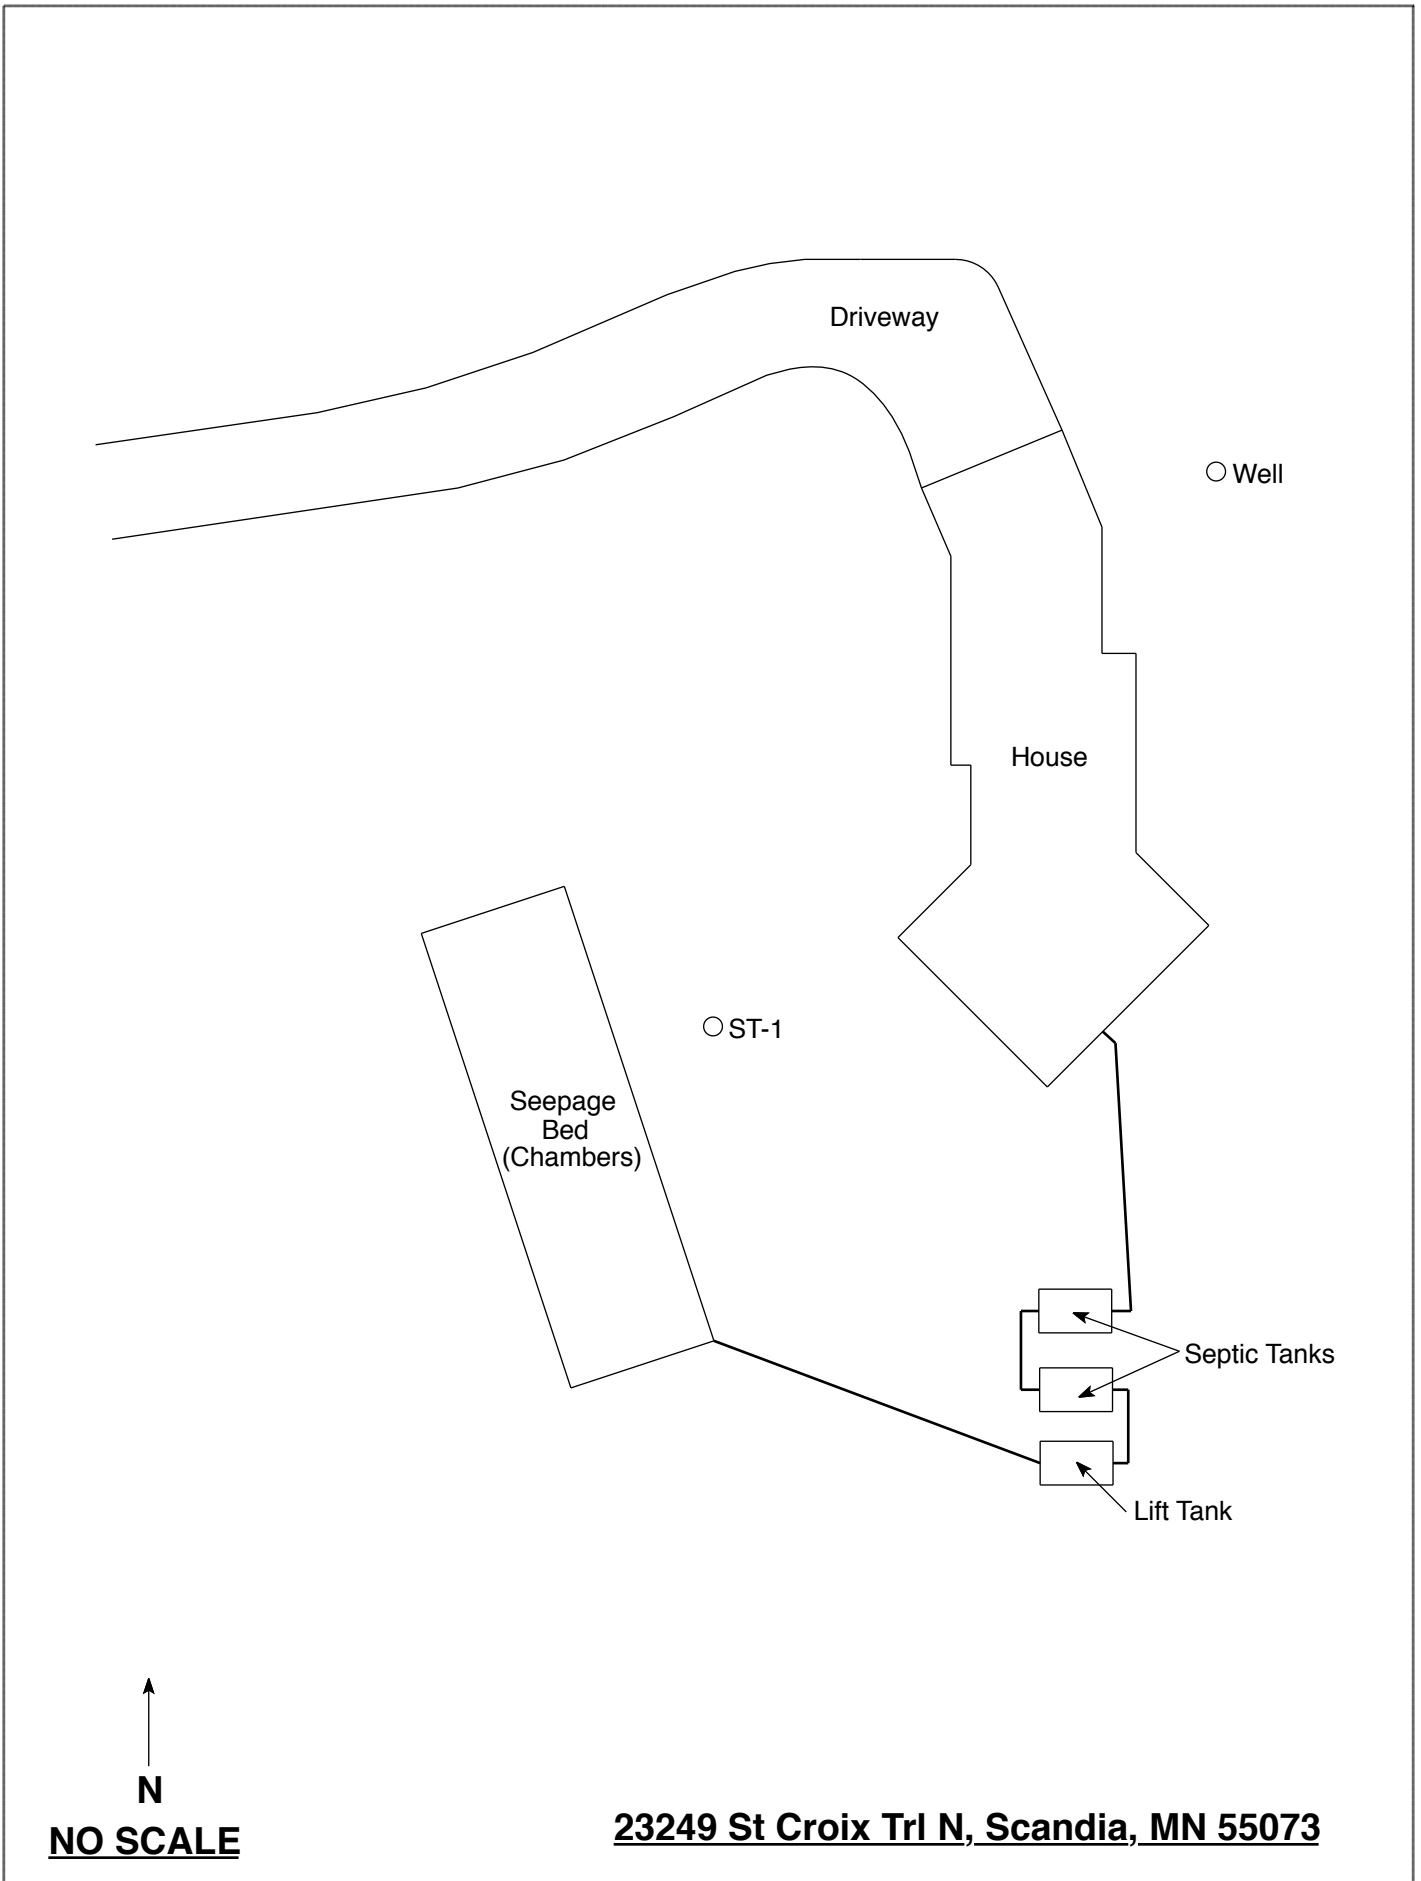 Driveway
Well
House
ST-1
Seepage
Bed
(Chambers)
Septic Tanks
Lift Tank
N
NO SCALE
23249 St Croix Trl N, Scandia, MN 55073